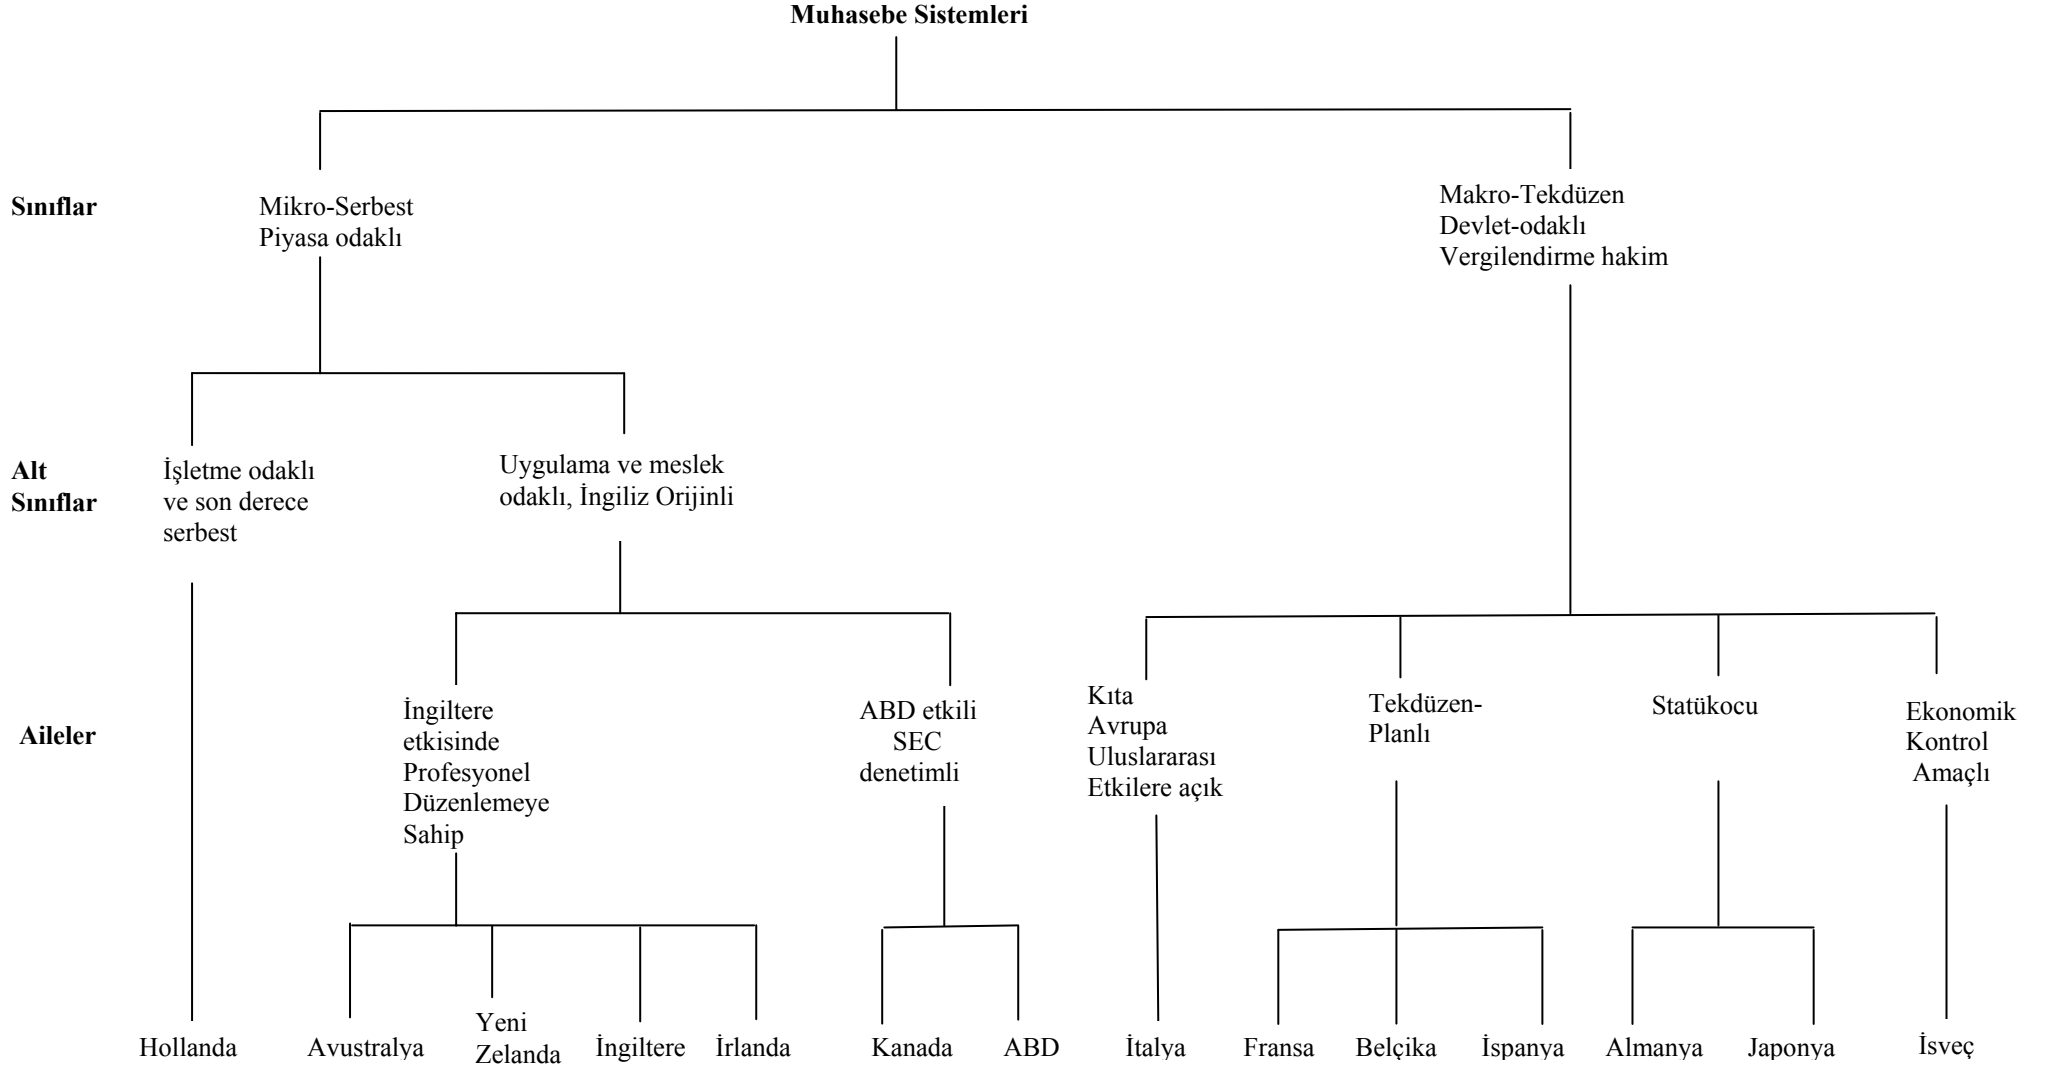 Muhasebe Sistemleri
Sınıflar
Mikro-Serbest
Piyasa odaklı
Makro-Tekdüzen
Devlet-odaklı
Vergilendirme hakim
Alt
Sınıflar
İşletme odaklı
ve son derece
serbest
Uygulama ve meslek
odaklı, İngiliz Orijinli
Aileler
İngiltere
etkisinde
Profesyonel
Düzenlemeye
Sahip
ABD etkili
SEC
denetimli
Kıta
Avrupa
Uluslararası
Etkilere açık
Tekdüzen-
Planlı
Statükocu
Ekonomik
Kontrol
Amaçlı
Hollanda
Avustralya
Yeni
Zelanda
İngiltere
İrlanda
Kanada
ABD
İtalya
Fransa
Belçika
İspanya
Almanya
Japonya
İsveç